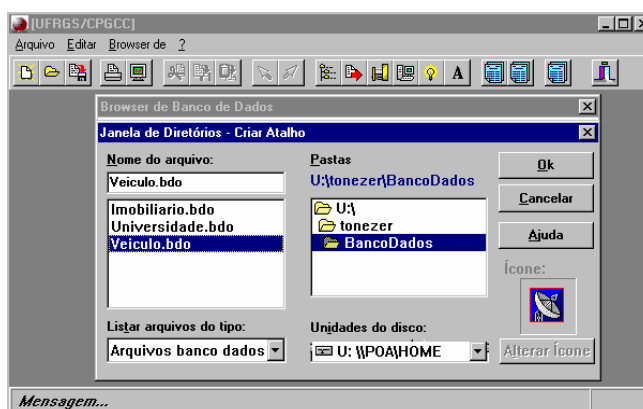 [UFRGS/CPGCC]
Arquivo Editar Browser de ?
A
Browser de Banco de Dados
Janela de Diretórios - Criar Atalho
Nome do arquivo:
Veiculo.bdo
Imobiliario.bdo
Universidade.bdo
Veiculo.bdo
Listar arquivos do tipo:
Arquivos banco dados
Pastas
U:\tonezer\BancoDados
U:\
tonezer
BancoDados
Unidades do disco:
U: \\POA\HOME
Ok
Cancelar
Ajuda
Ícone:
Alterar Ícone
Mensagem...